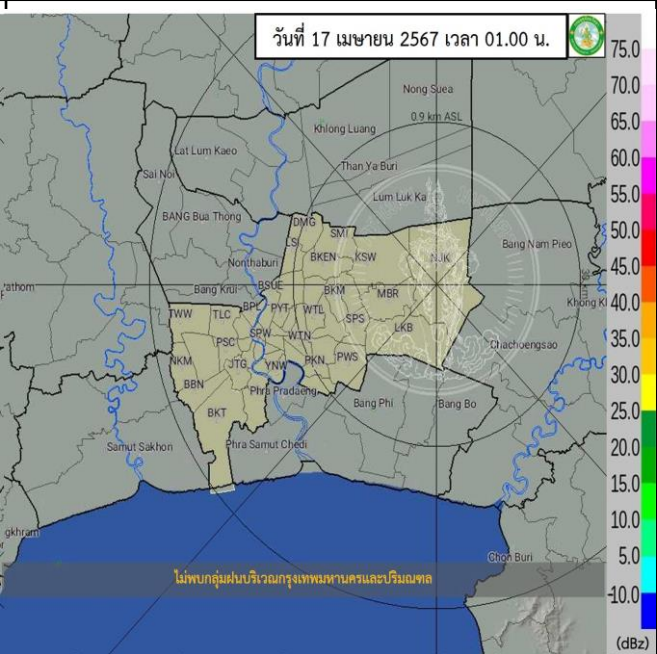 วันที่ 17 เมษายน 2567 เวลา 01.00 น.
75.0
70.0
65.0
60.0
55.0
50.0
45.0
40.0
35.0
30.0
25.0
20.0
15.0
10.0
5.0
-10.0
(dBz)
Nong Suea
0.9 km ASL
Khlong Luang
Lat Lum Kaeo
Than Ya Buri
Sai Noi
Lum Luk Ka
BANG Bua Thong
DMG
SMI
LSI
Bang Nam Pieo
Nonthaburi
BKEN
KSW
NJK
Bang Krui
BSUE
BKM
MBR
TWW
TLC
BPL
PYT
WTL
SPS
LKB
PSC
SPW
WTN
Chachoengsao
NKM
JTG
YNW
PKN
PWS
BBN
Phra Pradaeng
BKT
Bang Phi
Bang Bo
Samut Sakhon
Phra Samut Chedi
gkhram
Chon Buri
ไม่พบกลุ่มฝนบริเวณกรุงเทพมหานครและปริมณฑล